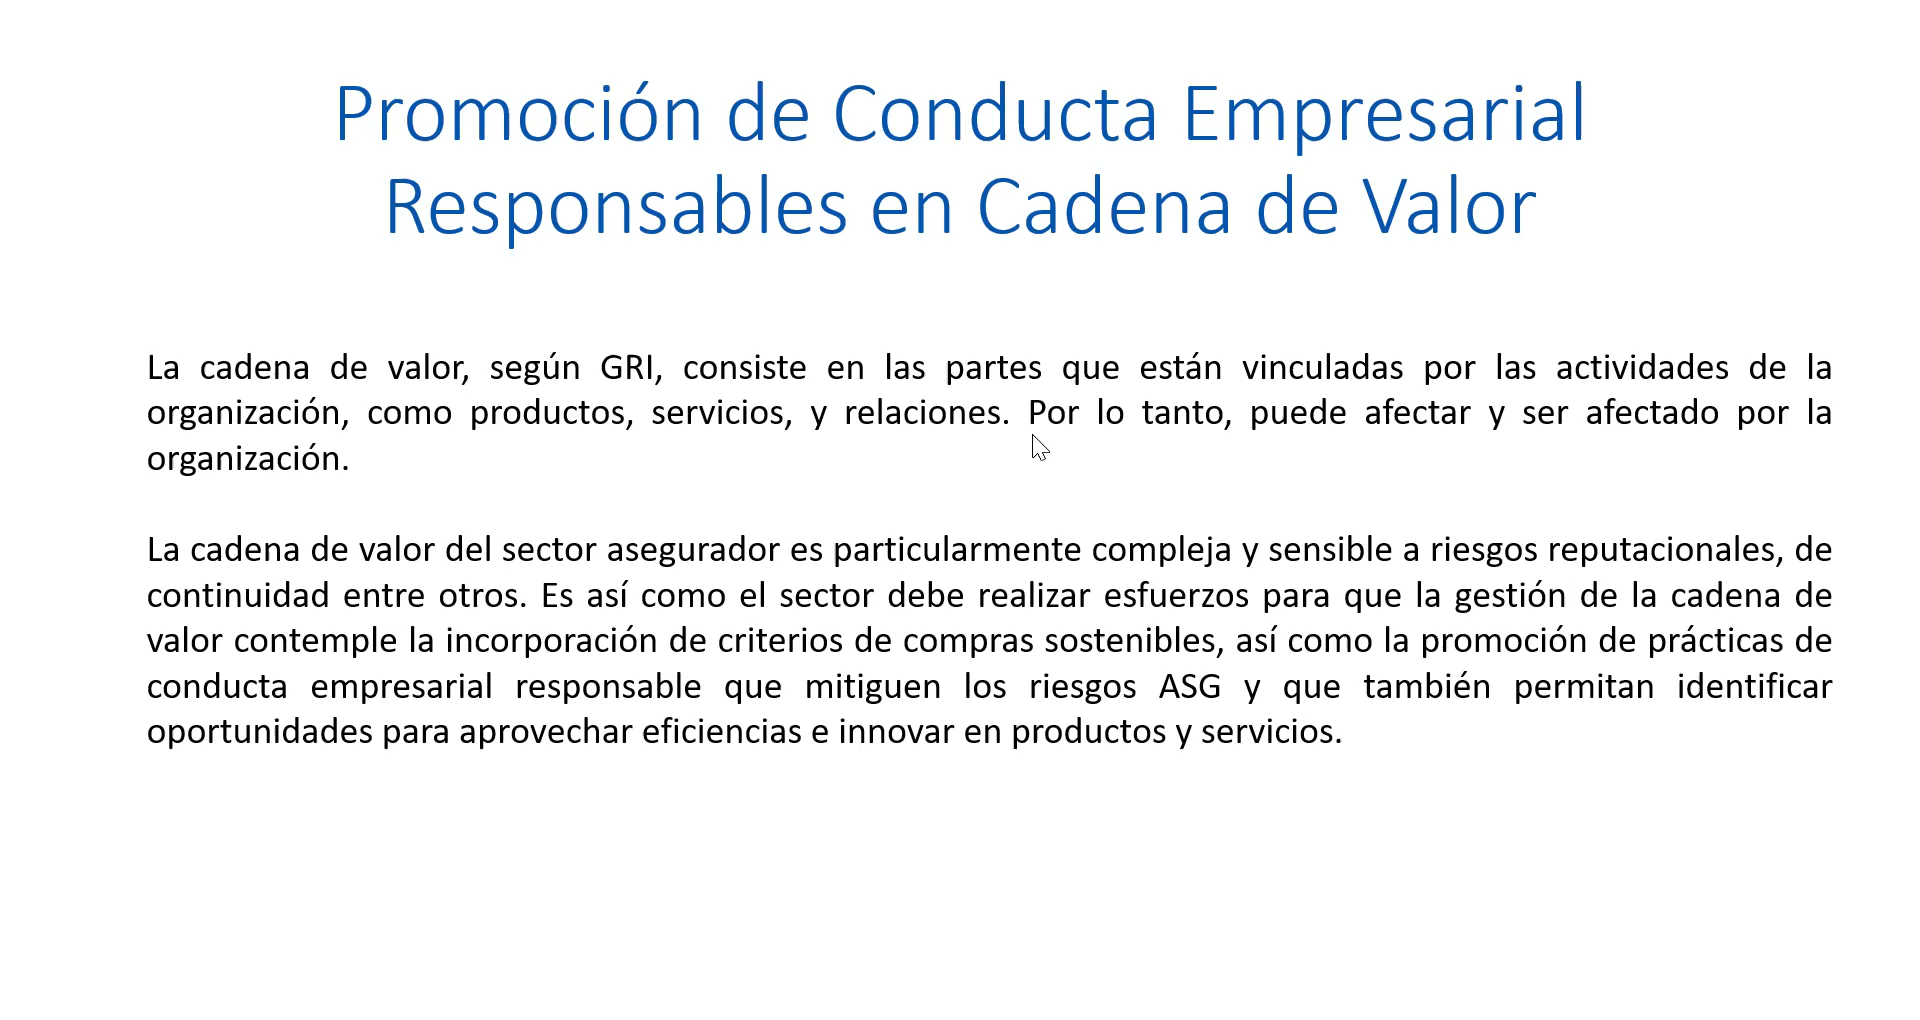 Promoción de Conducta Empresarial
Responsables en Cadena de Valor
La cadena de valor, según GRI, consiste en las partes que están vinculadas por las actividades de la
organización, como productos, servicios, y relaciones. Por lo tanto, puede afectar y ser afectado por la
organización.
La cadena de valor del sector asegurador es particularmente compleja y sensible a riesgos reputacionales, de
continuidad entre otros. Es así como el sector debe realizar esfuerzos para que la gestión de la cadena de
valor contemple la incorporación de criterios de compras sostenibles, así como la promoción de prácticas de
conducta empresarial responsable que mitiguen los riesgos ASG y que también permitan identificar
oportunidades para aprovechar eficiencias e innovar en productos y servicios.